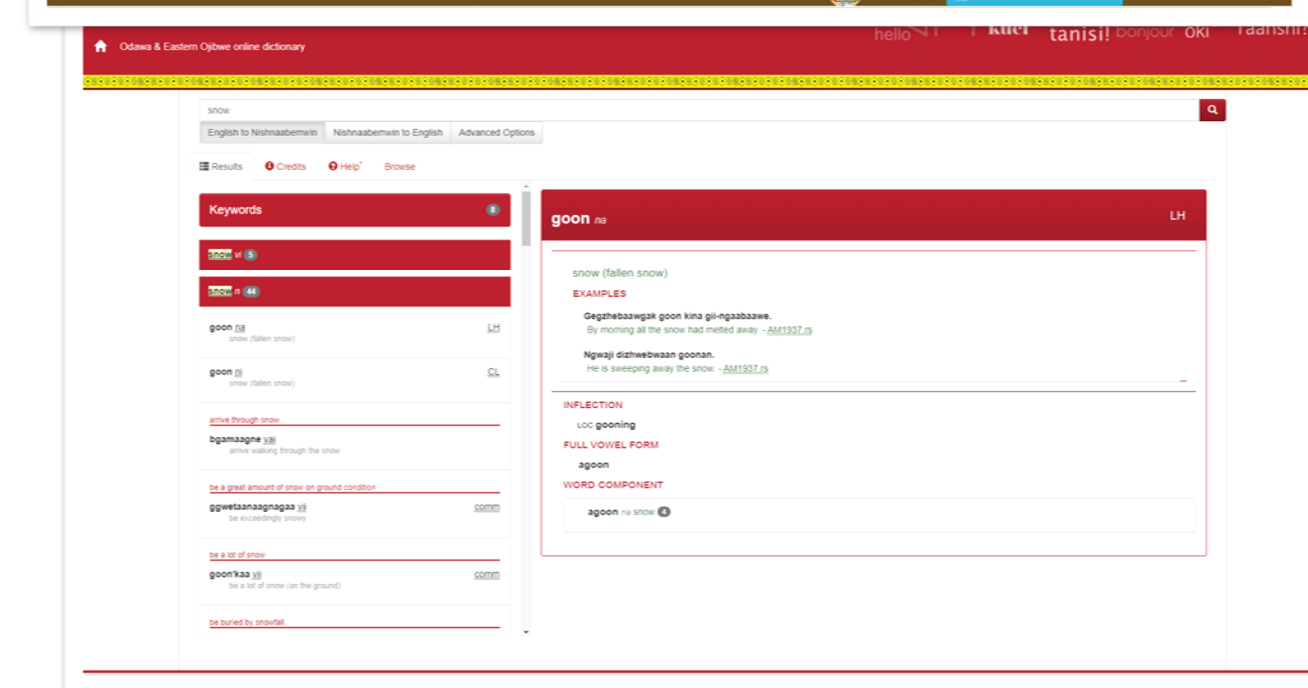 Odawa & Eastern Ojibwe online dictionary
hello kuei tanisi! bonjour OKI Taanshi!
snow
English to Nishnaabemwin Nishnaabemwin to English Advanced Options
Results Credits Help* Browse
Keywords 8
snow vi 5
snow n 44
goon na LH
snow (fallen snow)
goon ni CL
snow (fallen snow)
arrive through snow
bgamaagne vai
arrive walking through the snow
be a great amount of snow on ground condition
ggwetaanaagnagaa vii comm
be exceedingly snowy
be a lot of snow
goon'kaa vii comm
be a lot of snow (on the ground)
be buried by snowfall
goon na LH
snow (fallen snow)
EXAMPLES
Gegzhebaawgak goon kina gii-ngaabaawe.
By morning all the snow had melted away. - AM1937.rs
Ngwaji dizhwebwaan goonan.
He is sweeping away the snow. - AM1937.rs
INFLECTION
LOC gooning
FULL VOWEL FORM
agoon
WORD COMPONENT
agoon na snow 4